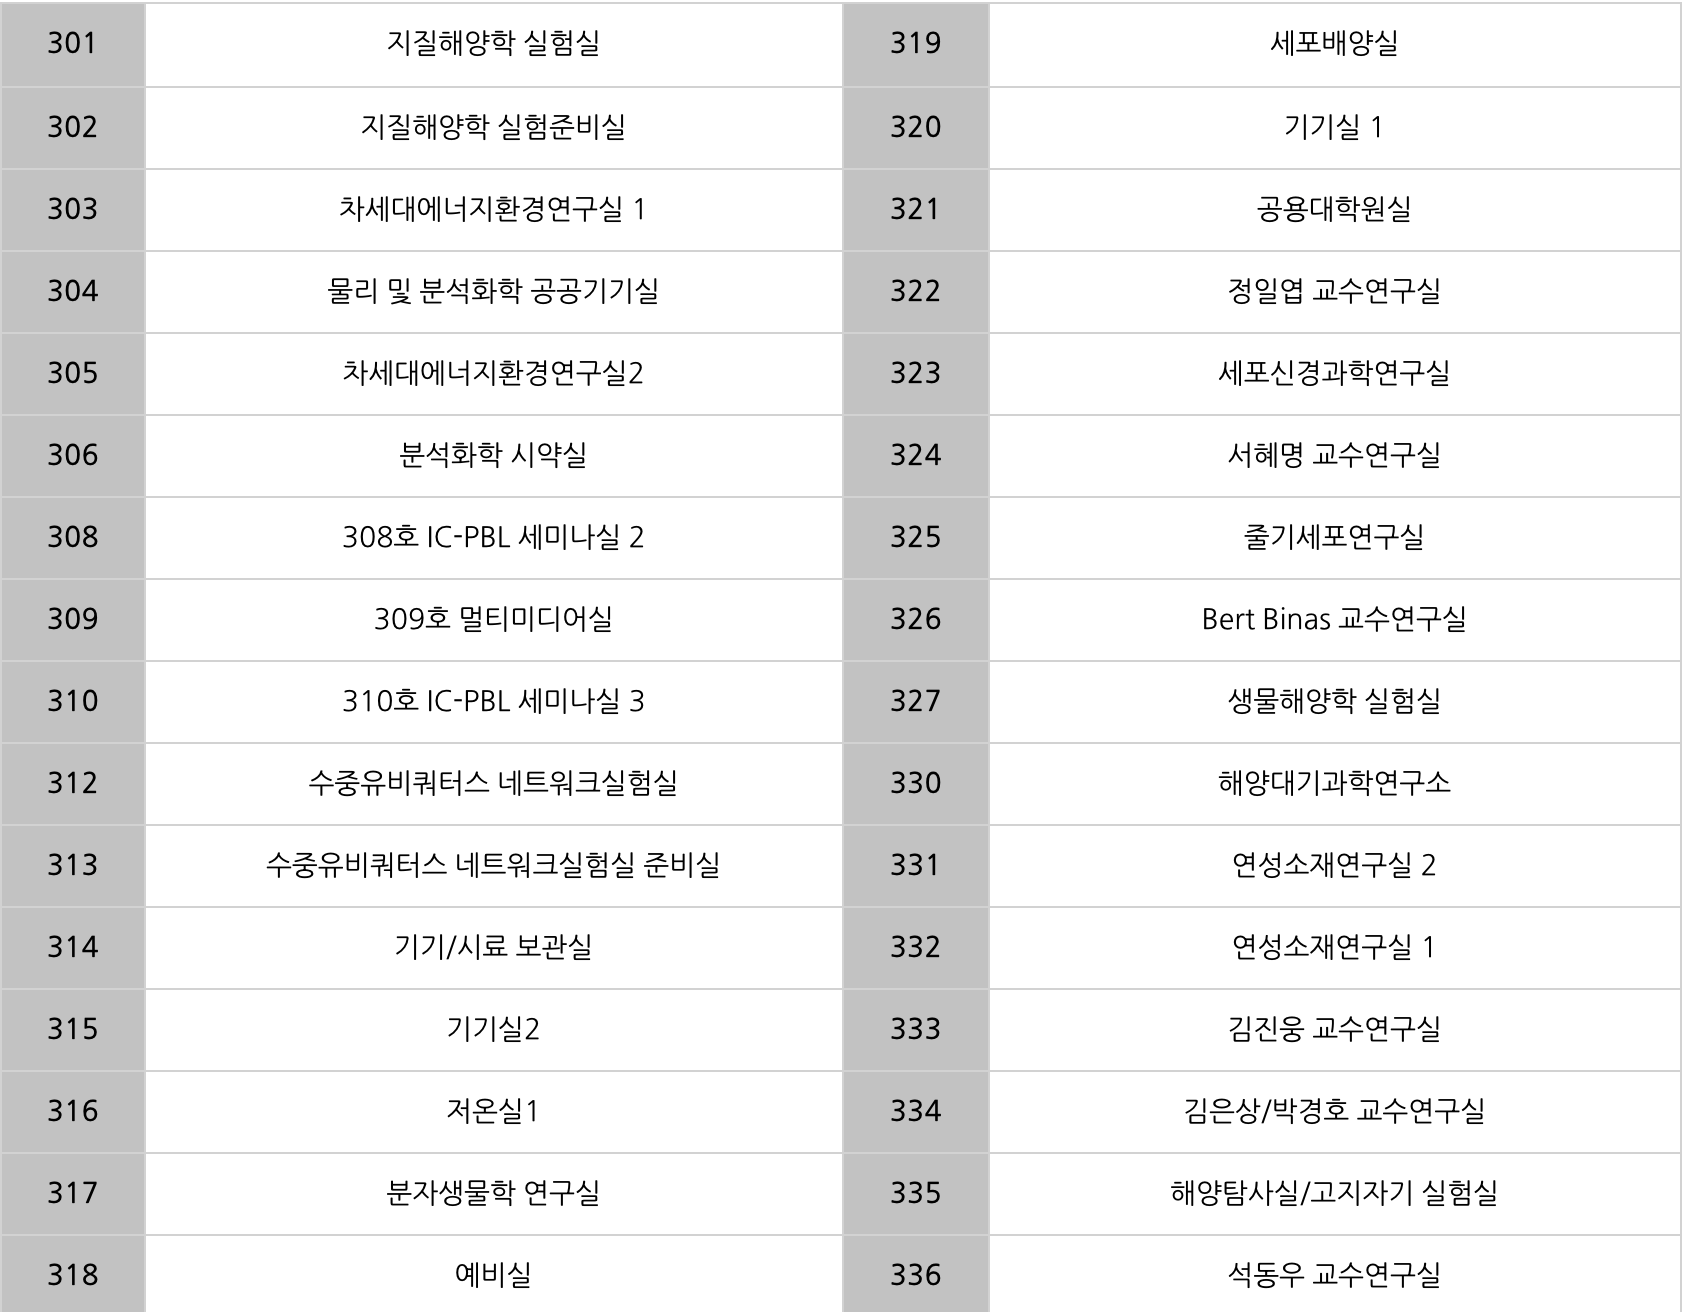 301 지질해양학 실험실 319 세포배양실
302 지질해양학 실험준비실 320 기기실 1
303 차세대에너지환경연구실 1 321 공용대학원실
304 물리 및 분석화학 공공기기실 322 정일엽 교수연구실
305 차세대에너지환경연구실2 323 세포신경과학연구실
306 분석화학 시약실 324 서혜명 교수연구실
308 308호 IC-PBL 세미나실 2 325 줄기세포연구실
309 309호 멀티미디어실 326 Bert Binas 교수연구실
310 310호 IC-PBL 세미나실 3 327 생물해양학 실험실
312 수중유비쿼터스 네트워크실험실 330 해양대기과학연구소
313 수중유비쿼터스 네트워크실험실 준비실 331 연성소재연구실 2
314 기기/시료 보관실 332 연성소재연구실 1
315 기기실2 333 김진웅 교수연구실
316 저온실1 334 김은상/박경호 교수연구실
317 분자생물학 연구실 335 해양탐사실/고지자기 실험실
318 예비실 336 석동우 교수연구실